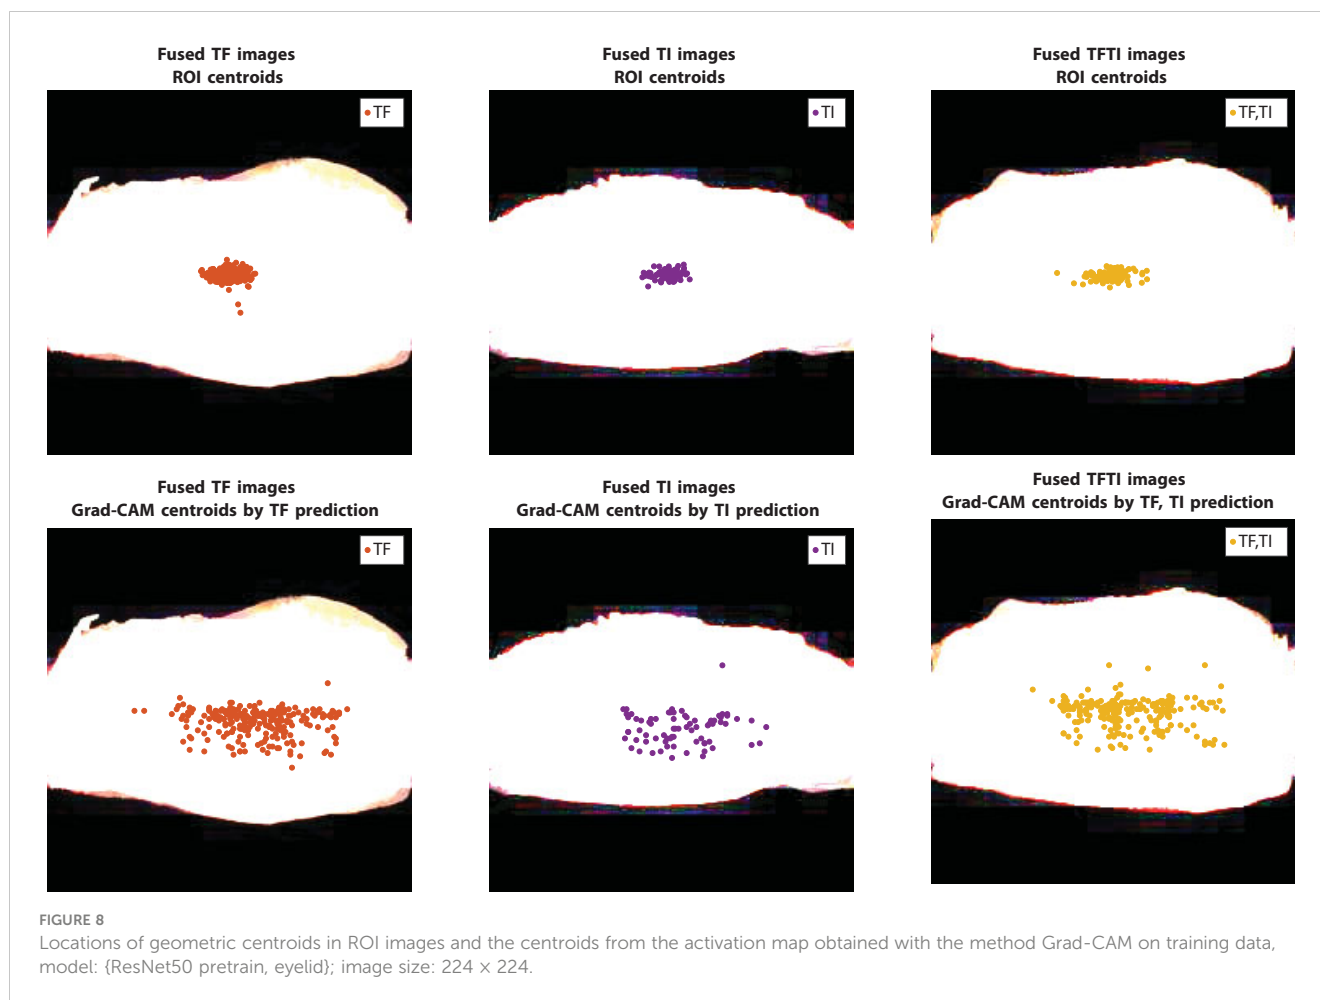 Fused TF images
ROI centroids
TF
Fused TI images
ROI centroids
TI
Fused TFTI images
ROI centroids
TF,TI
Fused TF images
Grad-CAM centroids by TF prediction
TF
Fused TI images
Grad-CAM centroids by TI prediction
TI
Fused TFTI images
Grad-CAM centroids by TF, TI prediction
TF,TI
FIGURE 8
Locations of geometric centroids in ROI images and the centroids from the activation map obtained with the method Grad-CAM on training data,
model: {ResNet50 pretrain, eyelid}; image size: 224 × 224.